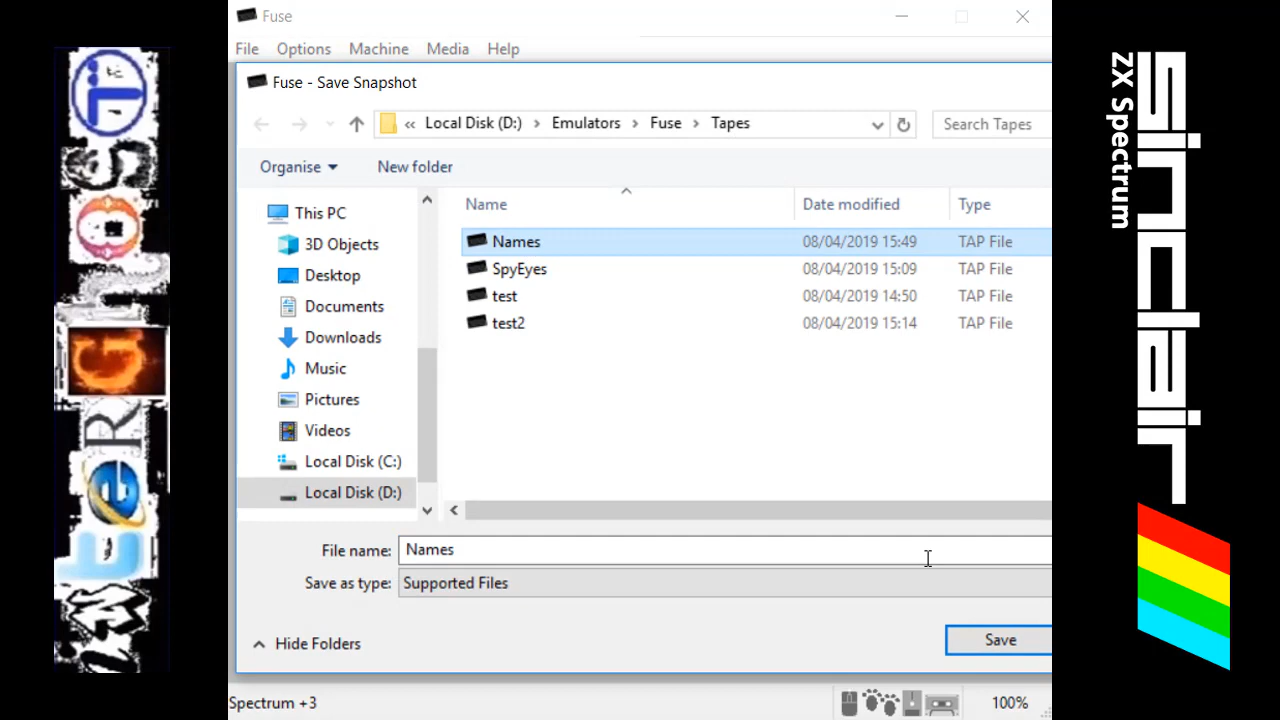 Fuse
File Options Machine Media Help
Fuse - Save Snapshot
« Local Disk (D:) › Emulators › Fuse › Tapes
Search Tapes
Organise New folder
Name Date modified Type
This PC
3D Objects
Desktop
Documents
Downloads
Music
Pictures
Videos
Local Disk (C:)
Local Disk (D:)
Names 08/04/2019 15:49 TAP File
SpyEyes 08/04/2019 15:09 TAP File
test 08/04/2019 14:50 TAP File
test2 08/04/2019 15:14 TAP File
File name: Names
Save as type: Supported Files
Hide Folders
Save
Spectrum +3
100%
sinclair
ZX Spectrum